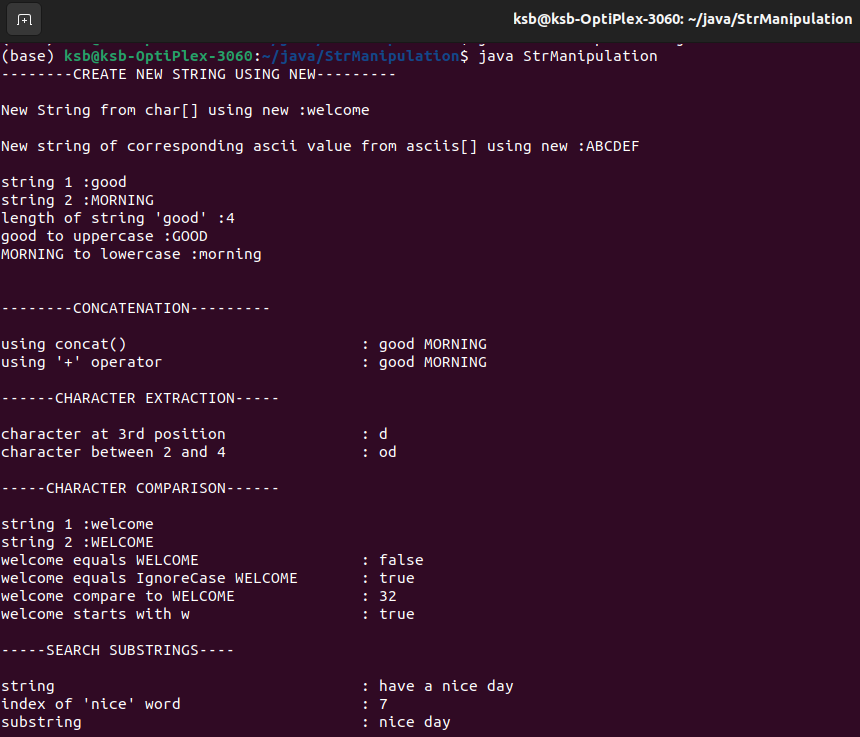 ksb@ksb-OptiPlex-3060: ~/java/StrManipulation
(base) ksb@ksb-OptiPlex-3060:~/java/StrManipulation$ java StrManipulation
--------CREATE NEW STRING USING NEW---------
New String from char[] using new :welcome
New string of corresponding ascii value from asciis[] using new :ABCDEF
string 1 :good
string 2 :MORNING
length of string 'good' :4
good to uppercase :GOOD
MORNING to lowercase :morning
--------CONCATENATION---------
using concat() : good MORNING
using '+' operator : good MORNING
------CHARACTER EXTRACTION-----
character at 3rd position : d
character between 2 and 4 : od
-----CHARACTER COMPARISON------
string 1 :welcome
string 2 :WELCOME
welcome equals WELCOME : false
welcome equals IgnoreCase WELCOME : true
welcome compare to WELCOME : 32
welcome starts with w : true
-----SEARCH SUBSTRINGS----
string : have a nice day
index of 'nice' word : 7
substring : nice day